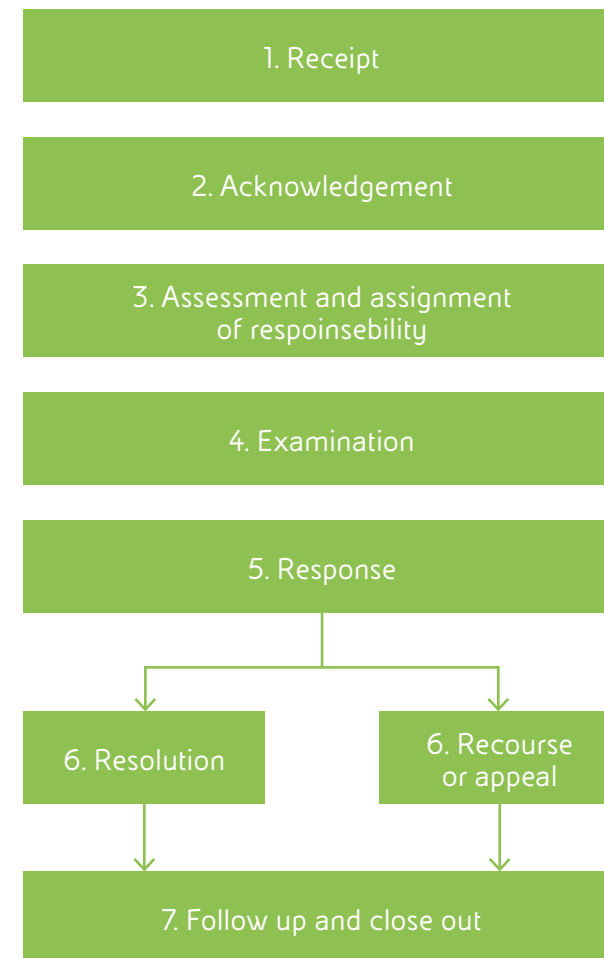 1. Receipt
2. Acknowledgement
3. Assessment and assignment
of respoinsebility
4. Examination
5. Response
6. Resolution
6. Recourse
or appeal
7. Follow up and close out